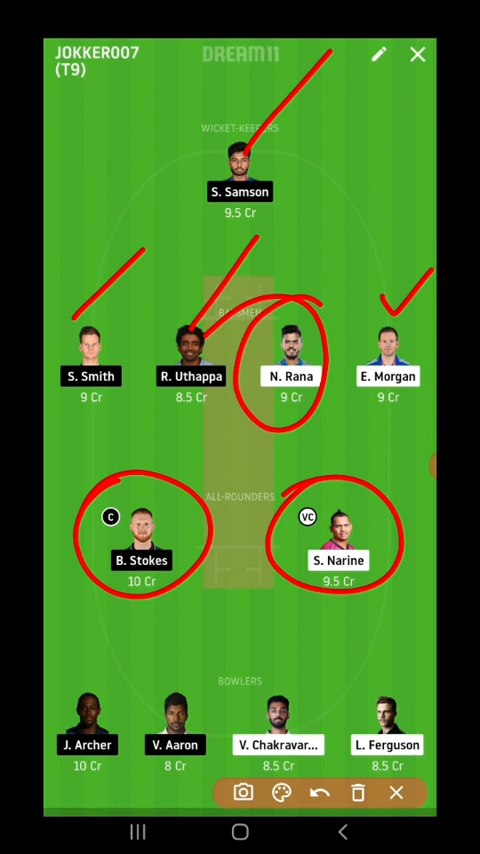 JOKKER007
(T9)
DREAM11
WICKET-KEEPERS
S. Samson
9.5 Cr
BATSMEN
S. Smith
R. Uthappa
N. Rana
E. Morgan
9 Cr
8.5 Cr
9 Cr
9 Cr
ALL-ROUNDERS
C
VC
B. Stokes
S. Narine
10 Cr
9.5 Cr
BOWLERS
J. Archer
V. Aaron
V. Chakravar...
L. Ferguson
10 Cr
8 Cr
8.5 Cr
8.5 Cr